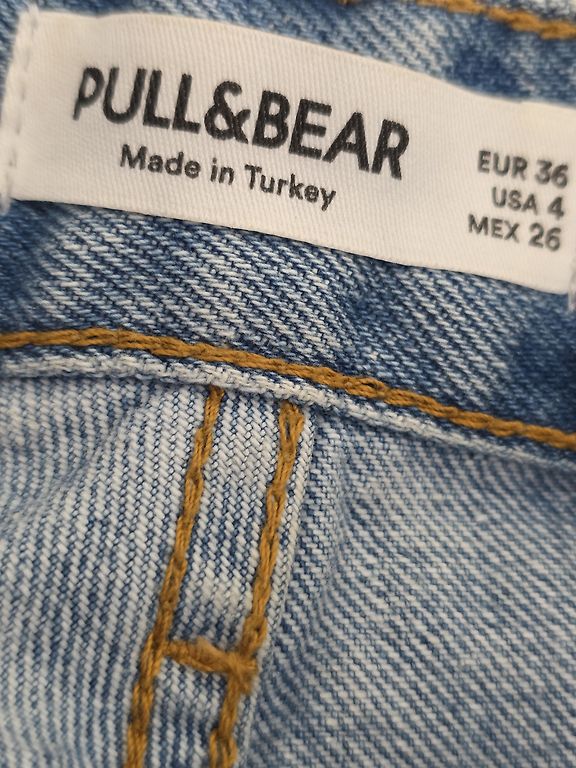 PULL&BEAR
Made in Turkey
EUR 36
USA 4
MEX 26